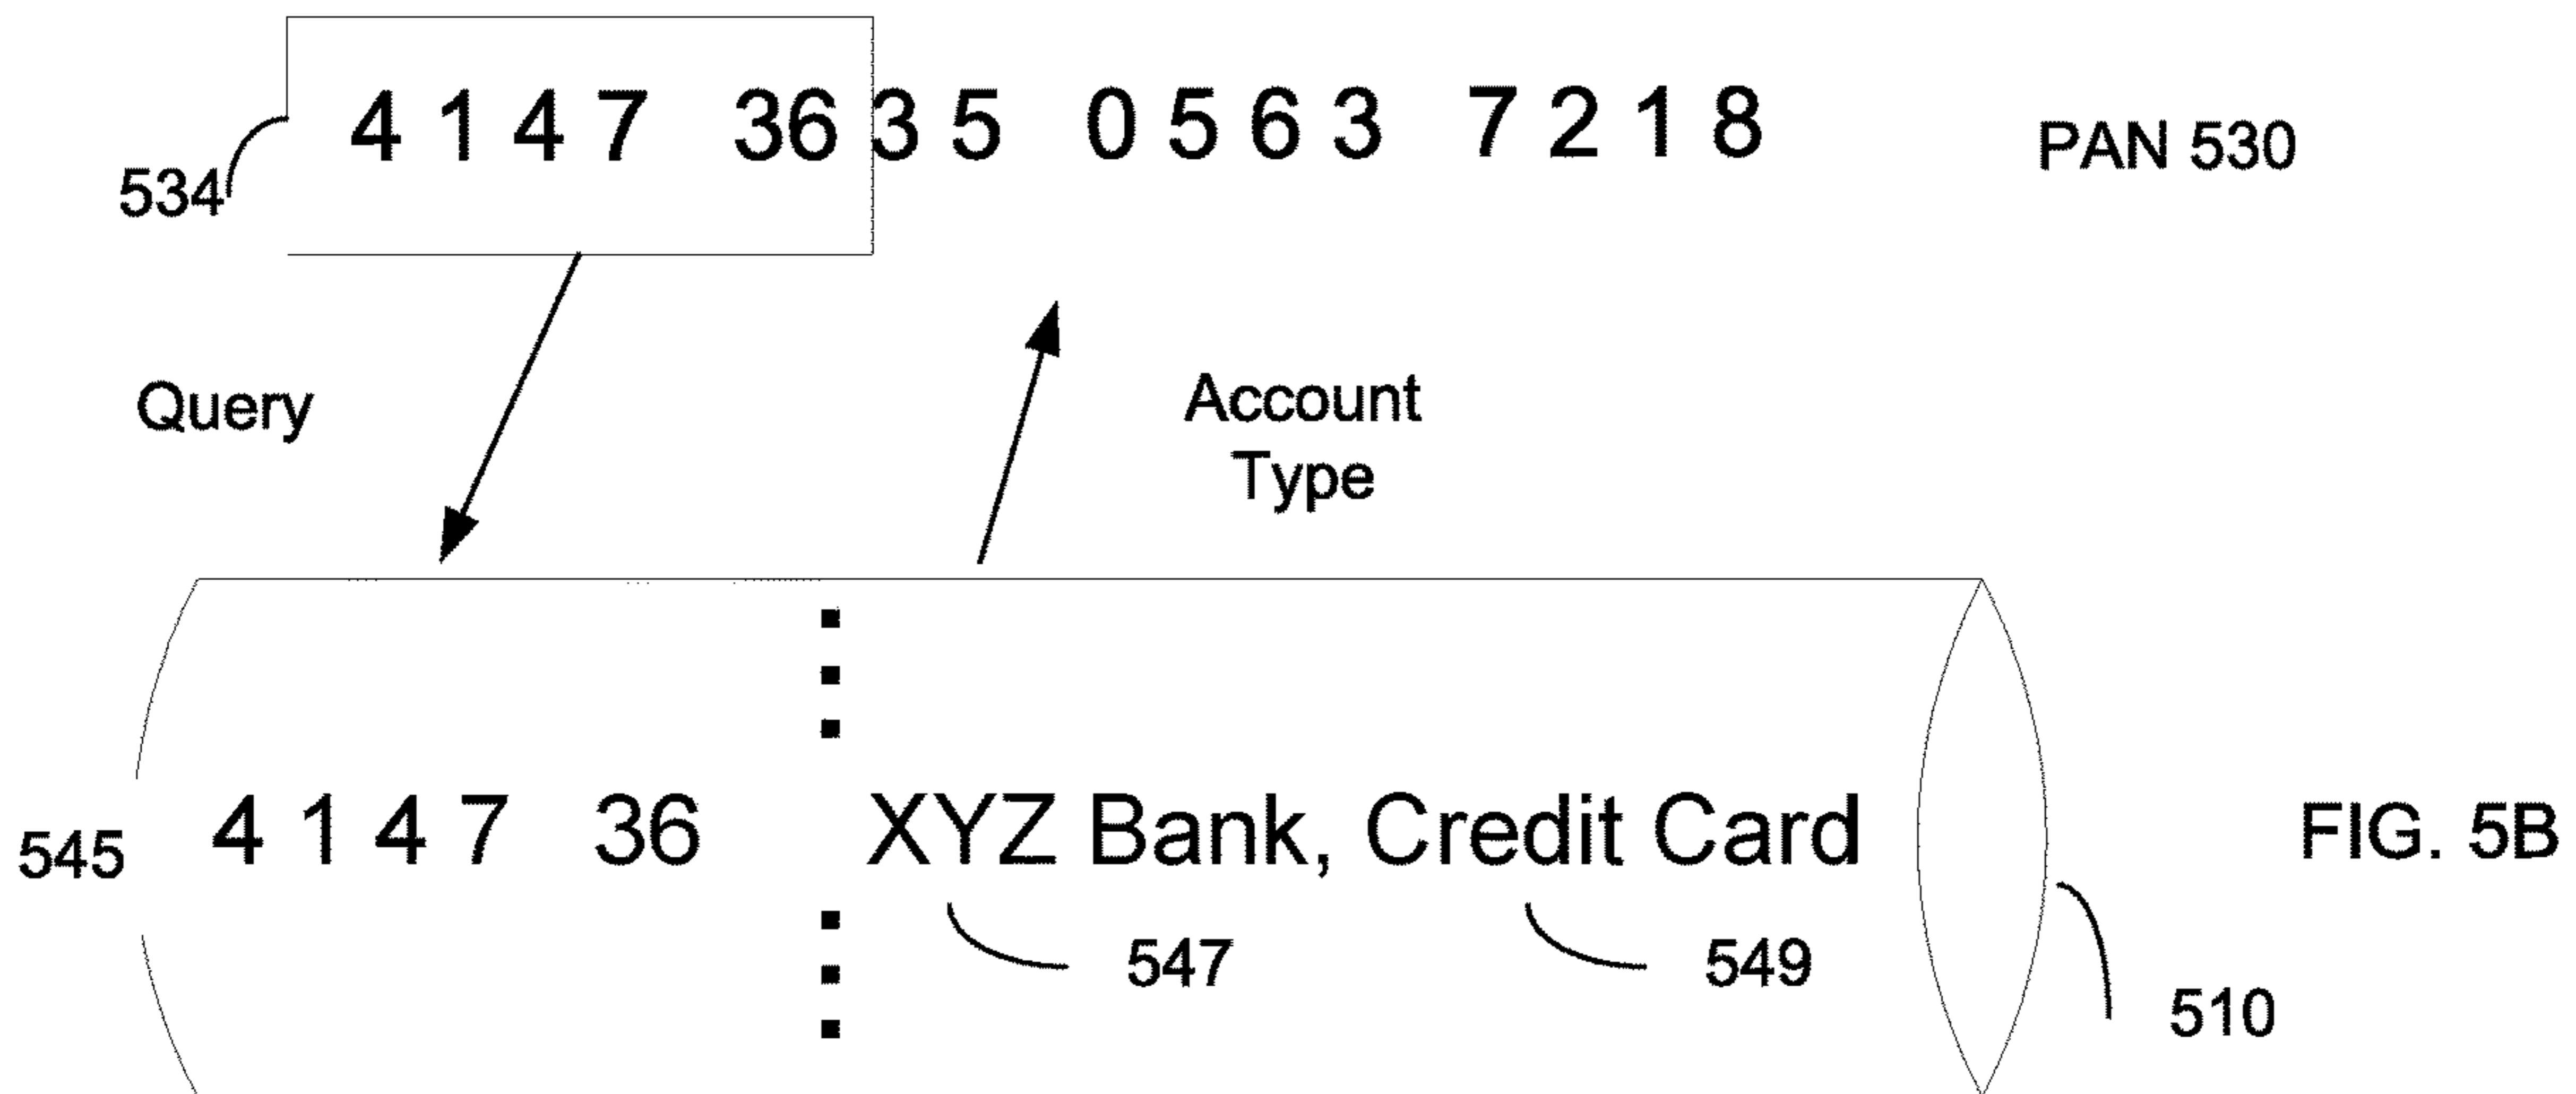 4 1 4 7 36 3 5 0 5 6 3 7 2 1 8 PAN 530
534
Query
Account
Type
545 4 1 4 7 36 XYZ Bank, Credit Card FIG. 5B
547 549
510